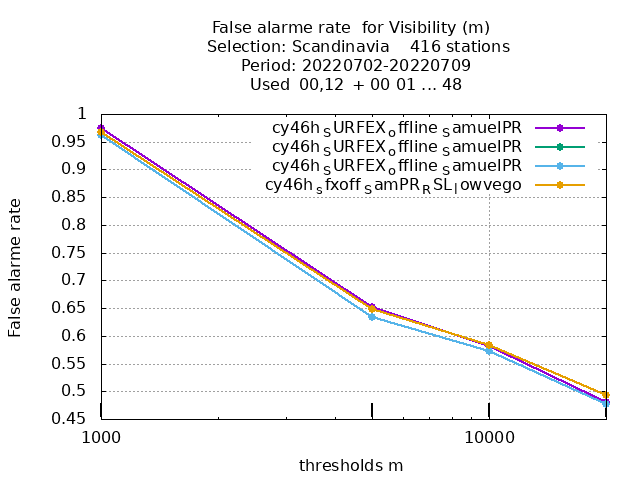 False alarme rate for Visibility (m)
Selection: Scandinavia 416 stations
Period: 20220702-20220709
Used 00,12 + 00 01 ... 48
1
0.95
0.9
0.85
0.8
0.75
0.7
0.65
0.6
0.55
0.5
0.45
False alarme rate
cy46h_SURFEX_offline_SamuelPR
cy46h_SURFEX_offline_SamuelPR
cy46h_SURFEX_offline_SamuelPR
cy46h_sfxoff_SamPR_RSL_lowvego
1000 10000
thresholds m